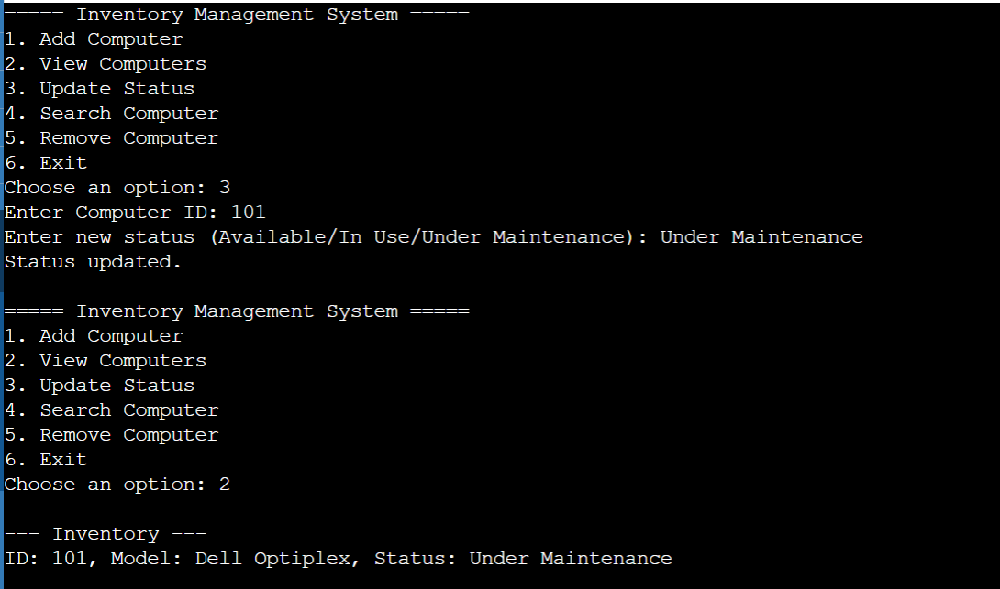 ===== Inventory Management System =====
1. Add Computer
2. View Computers
3. Update Status
4. Search Computer
5. Remove Computer
6. Exit
Choose an option: 3
Enter Computer ID: 101
Enter new status (Available/In Use/Under Maintenance): Under Maintenance
Status updated.
===== Inventory Management System =====
1. Add Computer
2. View Computers
3. Update Status
4. Search Computer
5. Remove Computer
6. Exit
Choose an option: 2
--- Inventory ---
ID: 101, Model: Dell Optiplex, Status: Under Maintenance